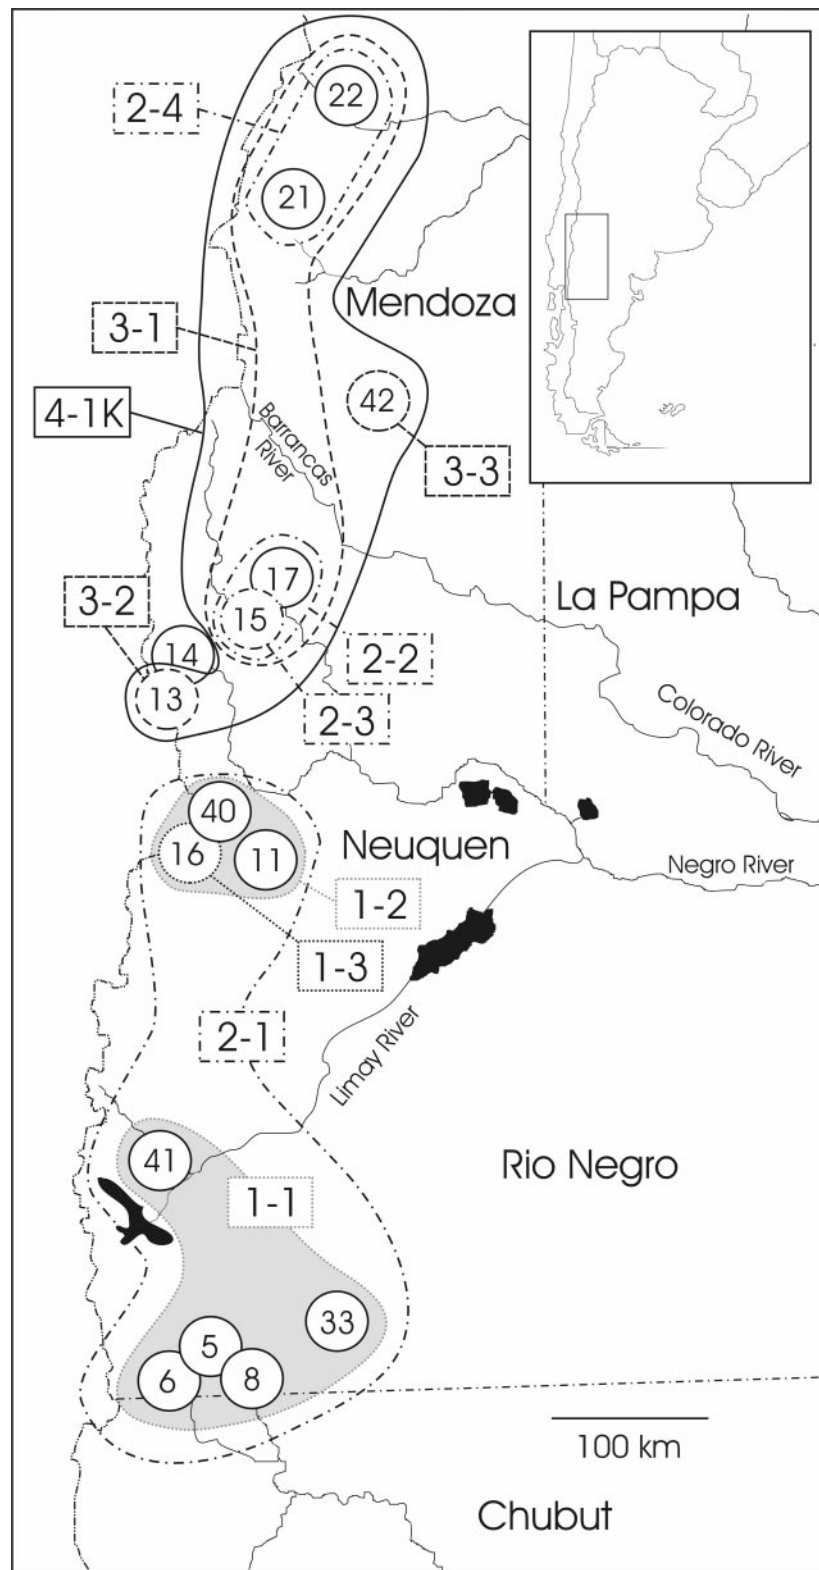 22
2-4
21
Mendoza
3-1
42
4-1K
Barrancas
River
3-3
17
La Pampa
3-2
15
14
2-2
13
2-3
Colorado River
40
16
11
Neuquen
Negro River
1-2
1-3
2-1
Limay River
41
Rio Negro
1-1
33
5
6
8
100 km
Chubut